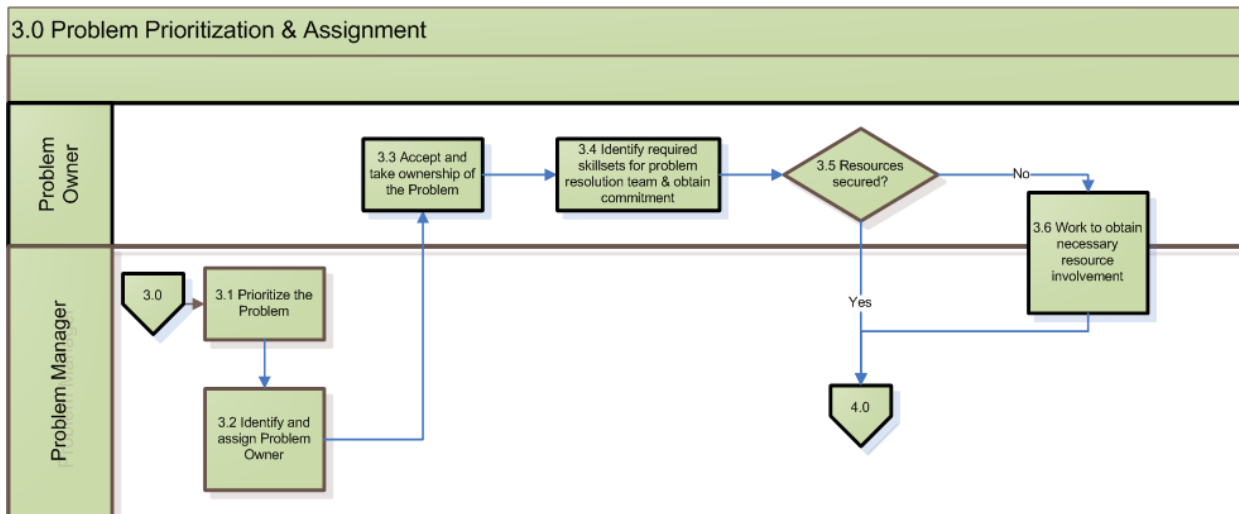 3.0 Problem Prioritization & Assignment
Problem
Owner
3.3 Accept and
take ownership of
the Problem
3.4 Identify required
skillsets for problem
resolution team & obtain
commitment
3.5 Resources
secured?
No
3.6 Work to obtain
necessary
resource
involvement
Yes
Problem Manager
3.0
3.1 Prioritize the
Problem
3.2 Identify and
assign Problem
Owner
4.0